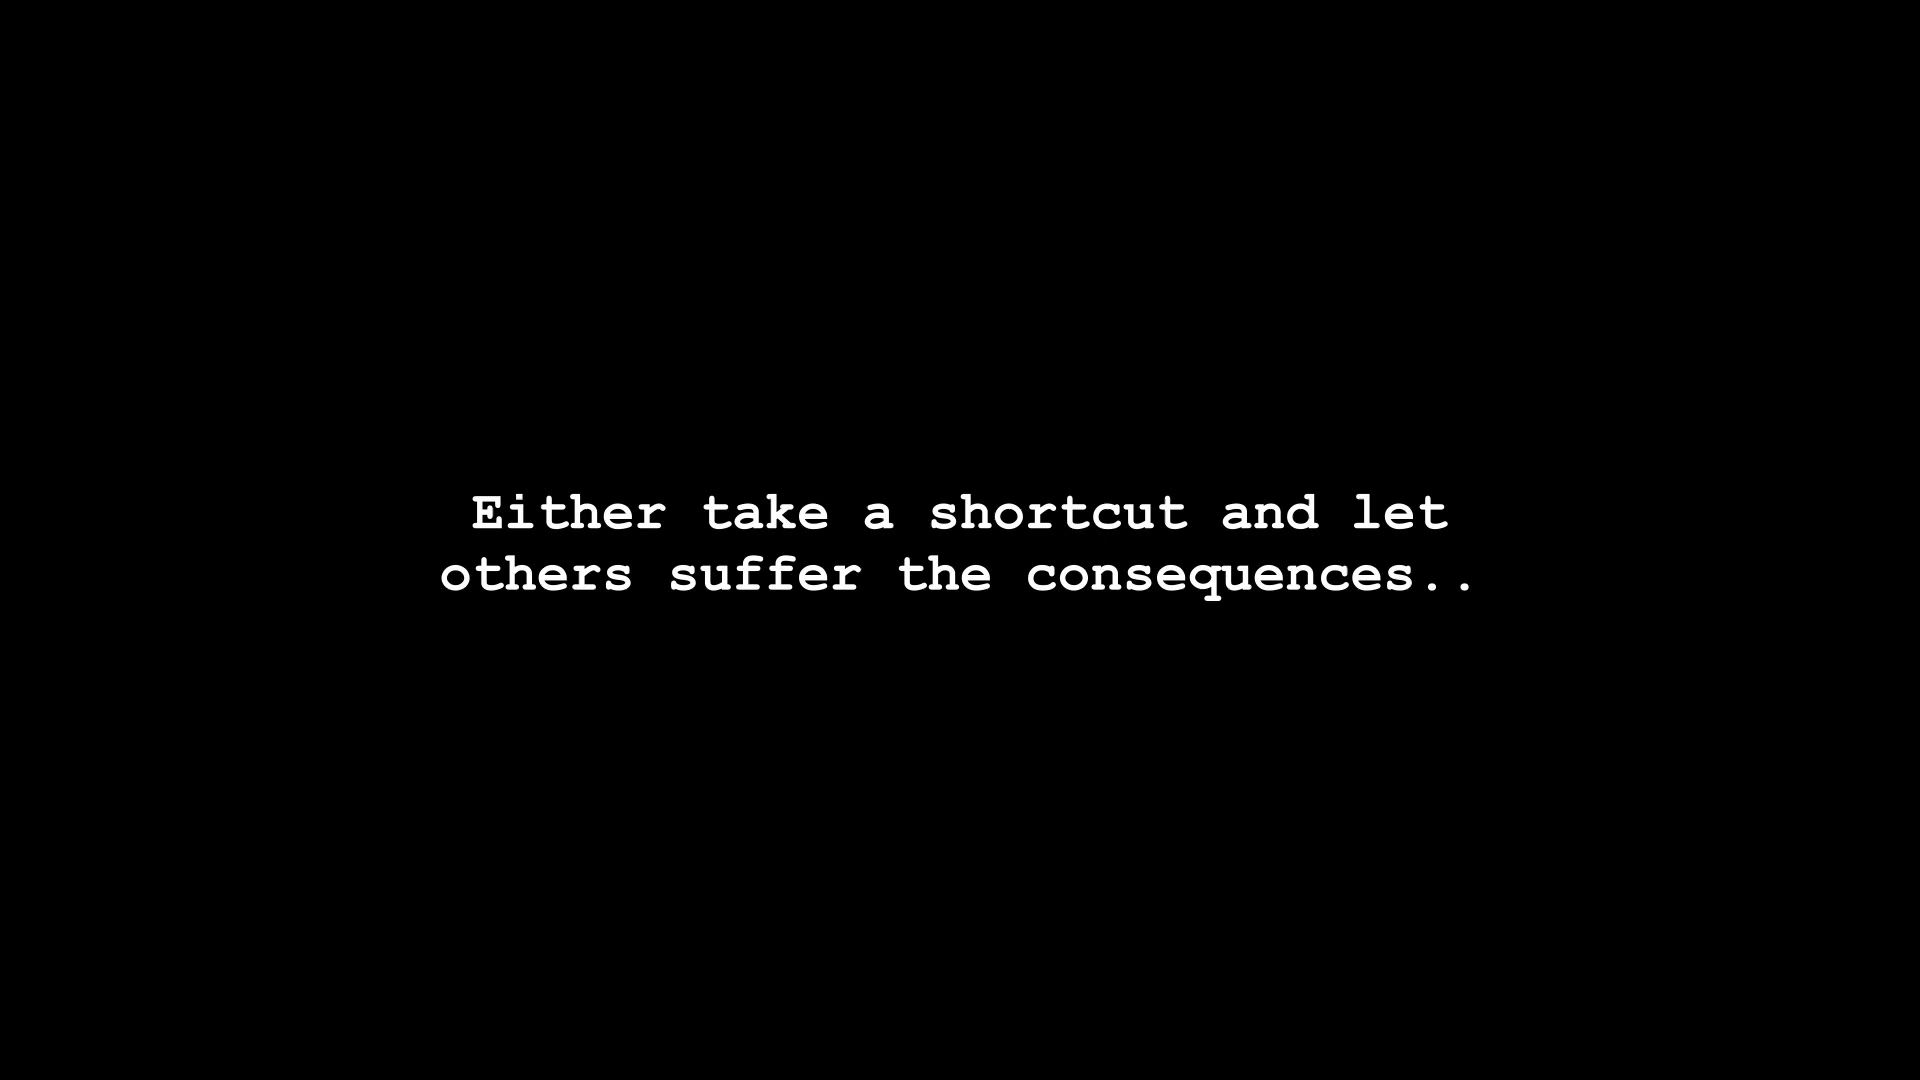 Either take a shortcut and let
others suffer the consequences..